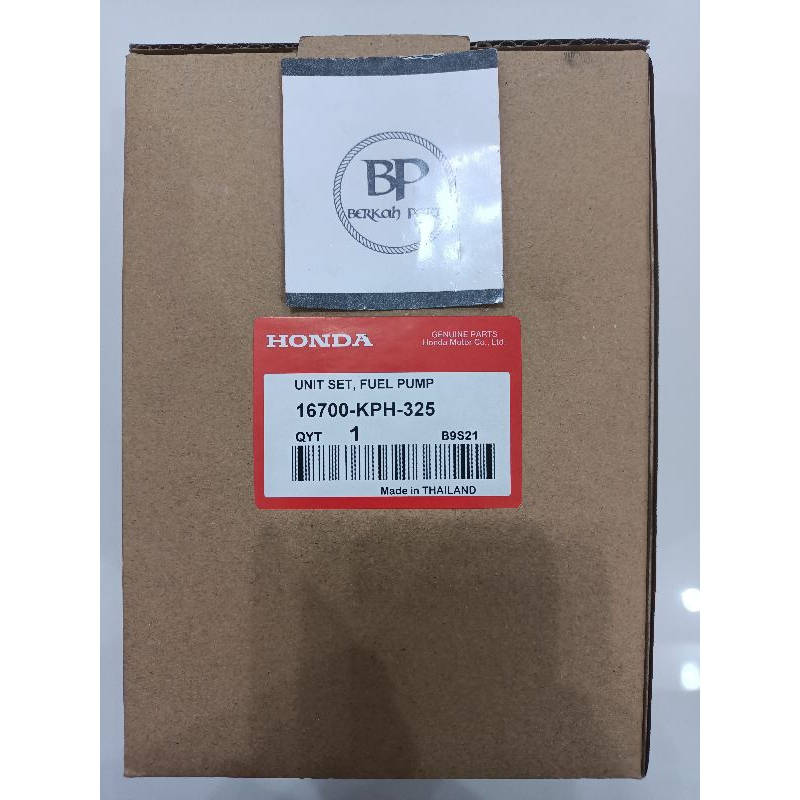 BP
BERKAH PART
HONDA
GENUINE PARTS
Honda Motor Co., Ltd.
UNIT SET, FUEL PUMP
16700-KPH-325
QYT 1 B9S21
Made in THAILAND